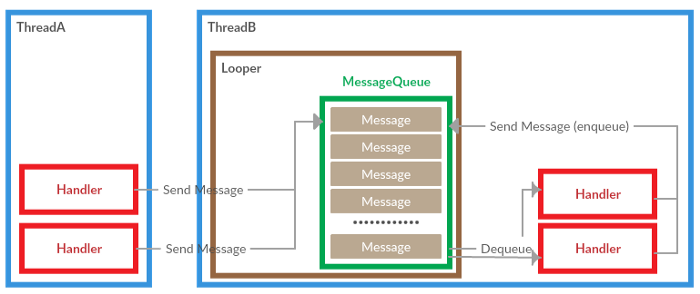 ThreadA
ThreadB
Looper
MessageQueue
Message
Send Message (enqueue)
Message
Message
Handler
Send Message
Message
Handler
Handler
Send Message
Message
Dequeue
Handler